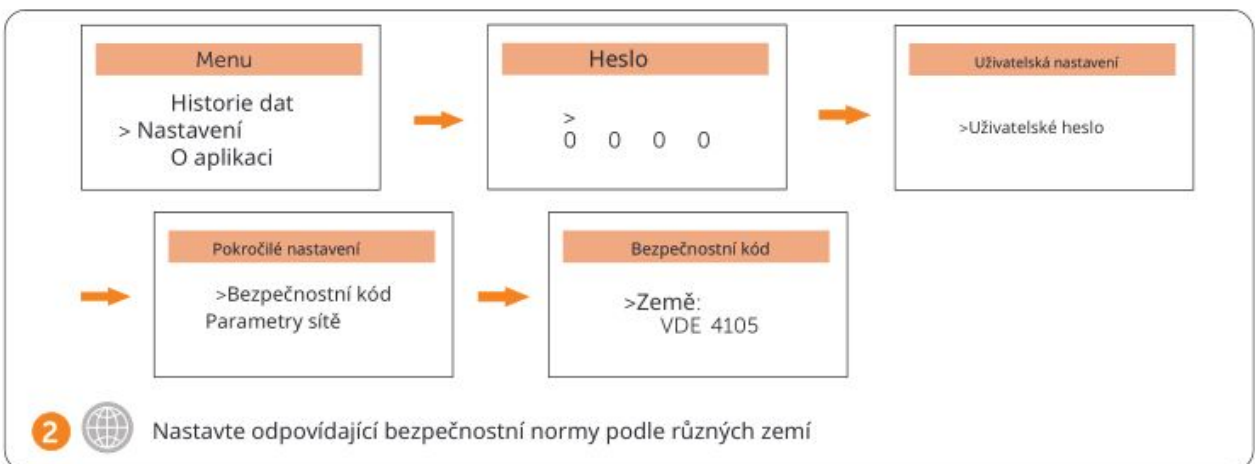 Menu
Historie dat
> Nastavení
O aplikaci
Heslo
>
0 0 0 0
Uživatelská nastavení
>Uživatelské heslo
Pokročilé nastavení
>Bezpečnostní kód
Parametry sítě
Bezpečnostní kód
>Země:
VDE 4105
2 Nastavte odpovídající bezpečnostní normy podle různých zemí